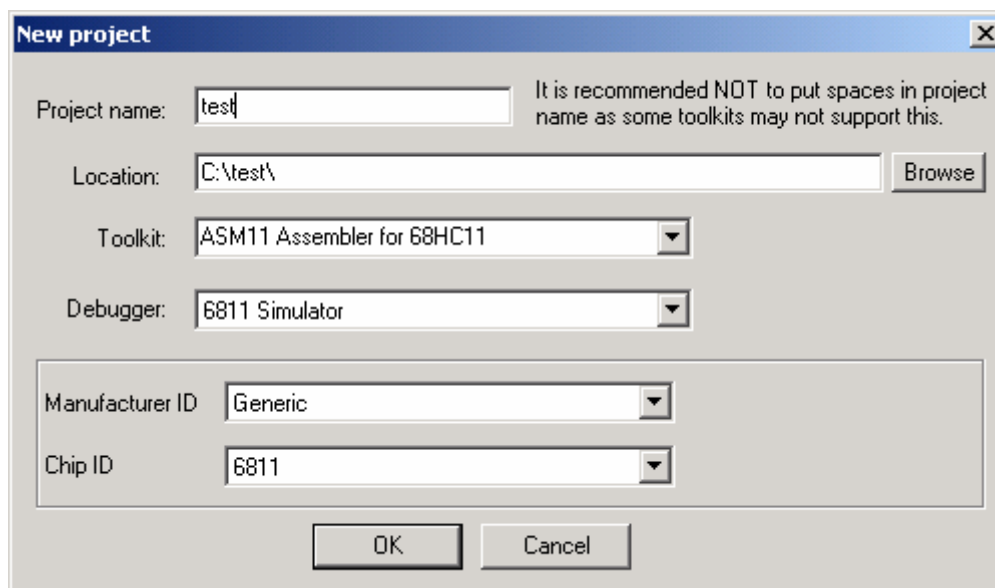 New project
Project name: test
It is recommended NOT to put spaces in project
name as some toolkits may not support this.
Location: C:\test\ Browse
Toolkit: ASM11 Assembler for 68HC11
Debugger: 6811 Simulator
Manufacturer ID Generic
Chip ID 6811
OK Cancel